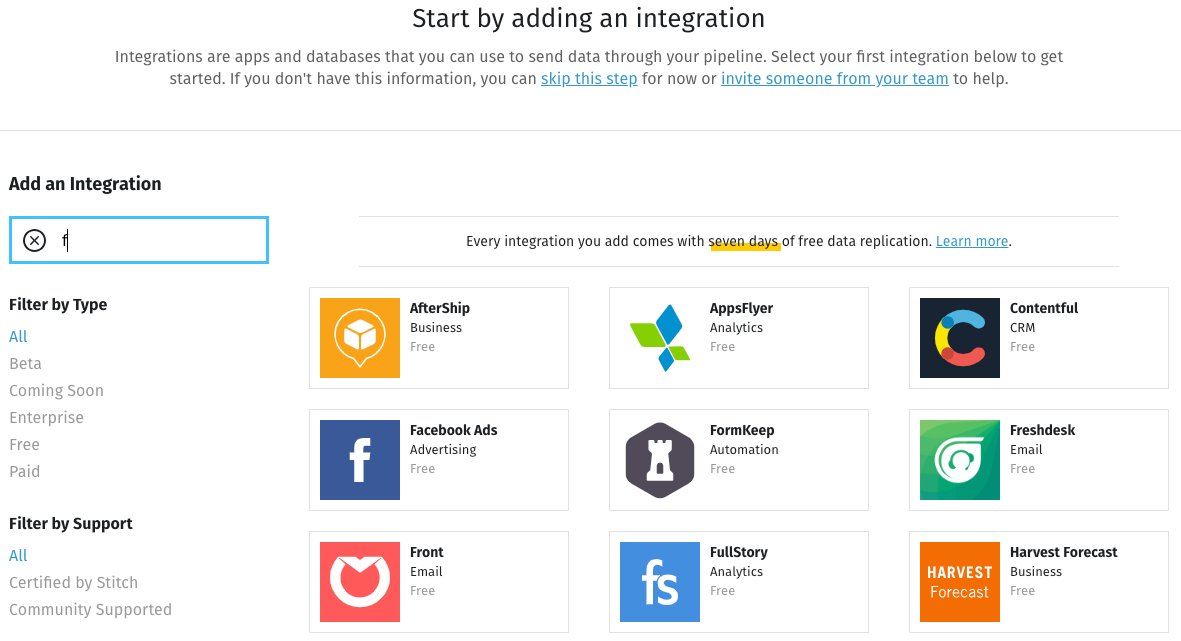 Start by adding an integration
Integrations are apps and databases that you can use to send data through your pipeline. Select your first integration below to get
started. If you don't have this information, you can skip this step for now or invite someone from your team to help.
Add an Integration
f
Filter by Type
All
Beta
Coming Soon
Enterprise
Free
Paid
Filter by Support
All
Certified by Stitch
Community Supported
Every integration you add comes with seven days of free data replication. Learn more.
AfterShip
Business
Free
AppsFlyer
Analytics
Free
Contentful
CRM
Free
f
Facebook Ads
Advertising
Free
FormKeep
Automation
Free
Freshdesk
Email
Free
Front
Email
Free
fs
FullStory
Analytics
Free
HARVEST
Forecast
Harvest Forecast
Business
Free